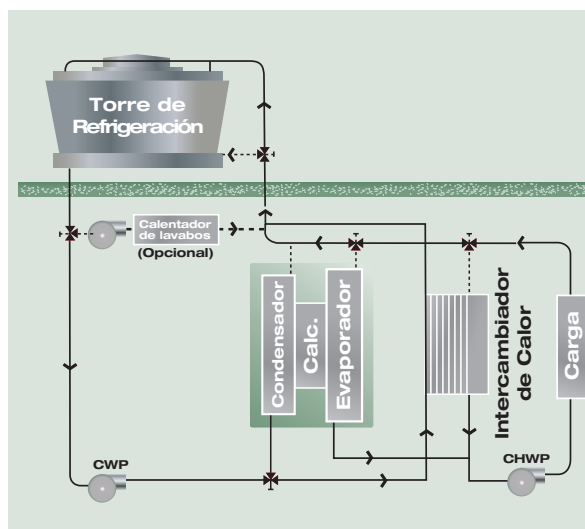 Torre de
Refrigeración
Calentador
de lavabos
(Opcional)
Condensador
Calc.
Evaporador
Intercambiador
de Calor
Carga
CWP
CHWP